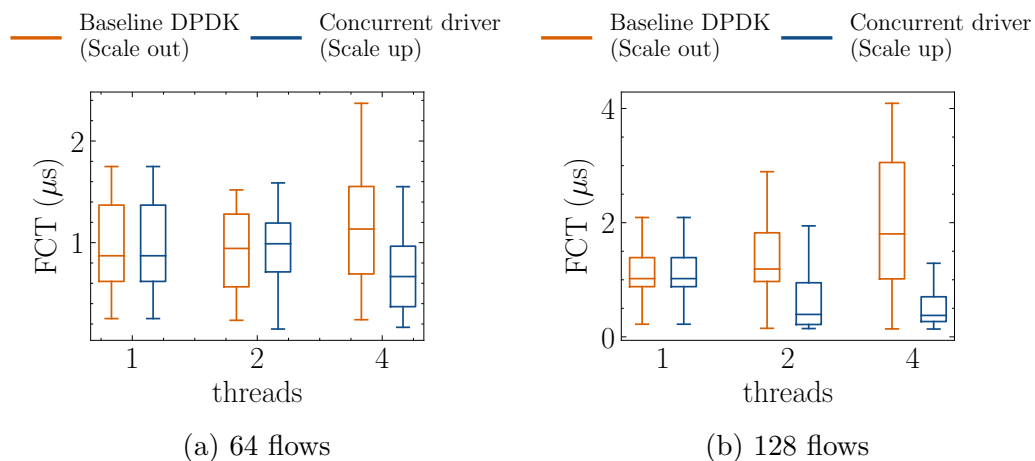 Baseline DPDK
(Scale out)
Concurrent driver
(Scale up)
FCT (μs)
2
1
1
2
4
threads
(a) 64 flows
Baseline DPDK
(Scale out)
Concurrent driver
(Scale up)
FCT (μs)
4
2
0
1
2
4
threads
(b) 128 flows